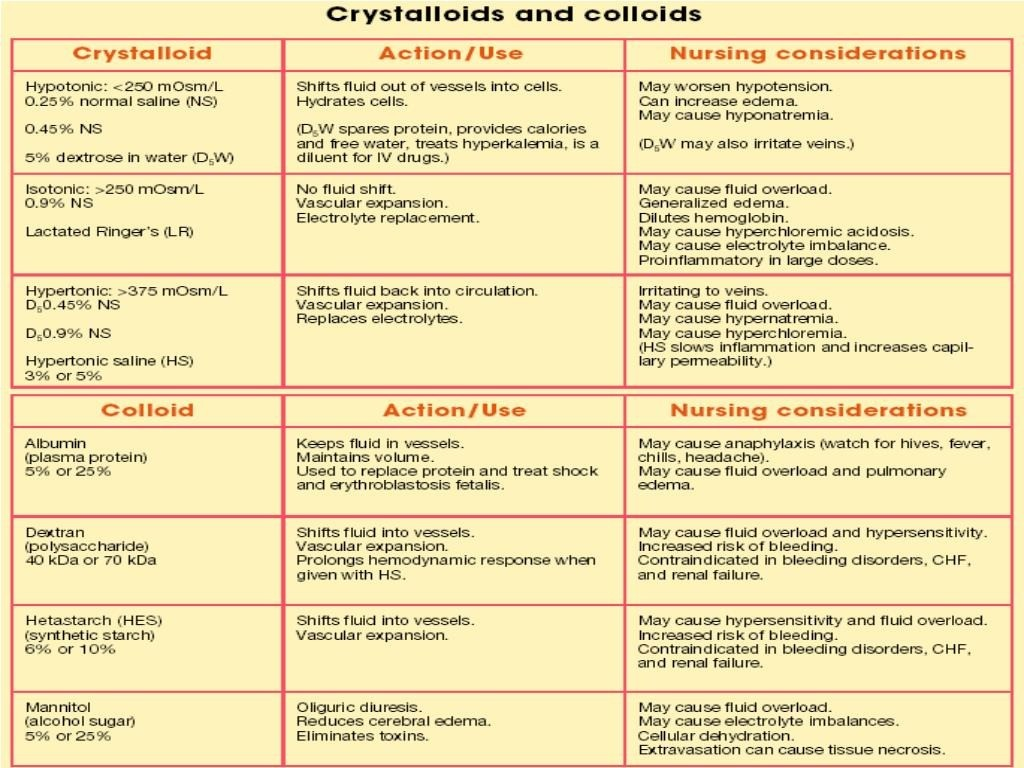 Crystalloids and colloids
Crystalloid
Action/Use
Nursing considerations
Hypotonic: <250 mOsm/L
0.25% normal saline (NS)
0.45% NS
5% dextrose in water (D₅W)
Shifts fluid out of vessels into cells.
Hydrates cells.
(D₅W spares protein, provides calories
and free water, treats hyperkalemia, is a
diluent for IV drugs.)
May worsen hypotension.
Can increase edema.
May cause hyponatremia.
(D₅W may also irritate veins.)
Isotonic: >250 mOsm/L
0.9% NS
Lactated Ringer's (LR)
No fluid shift.
Vascular expansion.
Electrolyte replacement.
May cause fluid overload.
Generalized edema.
Dilutes hemoglobin.
May cause hyperchloremic acidosis.
May cause electrolyte imbalance.
Proinflammatory in large doses.
Hypertonic: >375 mOsm/L
D₅0.45% NS
D₅0.9% NS
Hypertonic saline (HS)
3% or 5%
Shifts fluid back into circulation.
Vascular expansion.
Replaces electrolytes.
Irritating to veins.
May cause fluid overload.
May cause hypernatremia.
May cause hyperchloremia.
(HS slows inflammation and increases capil-
lary permeability.)
Colloid
Action/Use
Nursing considerations
Albumin
(plasma protein)
5% or 25%
Keeps fluid in vessels.
Maintains volume.
Used to replace protein and treat shock
and erythroblastosis fetalis.
May cause anaphylaxis (watch for hives, fever,
chills, headache).
May cause fluid overload and pulmonary
edema.
Dextran
(polysaccharide)
40 kDa or 70 kDa
Shifts fluid into vessels.
Vascular expansion.
Prolongs hemodynamic response when
given with HS.
May cause fluid overload and hypersensitivity.
Increased risk of bleeding.
Contraindicated in bleeding disorders, CHF,
and renal failure.
Hetastarch (HES)
(synthetic starch)
6% or 10%
Shifts fluid into vessels.
Vascular expansion.
May cause hypersensitivity and fluid overload.
Increased risk of bleeding.
Contraindicated in bleeding disorders, CHF,
and renal failure.
Mannitol
(alcohol sugar)
5% or 25%
Oliguric diuresis.
Reduces cerebral edema.
Eliminates toxins.
May cause fluid overload.
May cause electrolyte imbalances.
Cellular dehydration.
Extravasation can cause tissue necrosis.